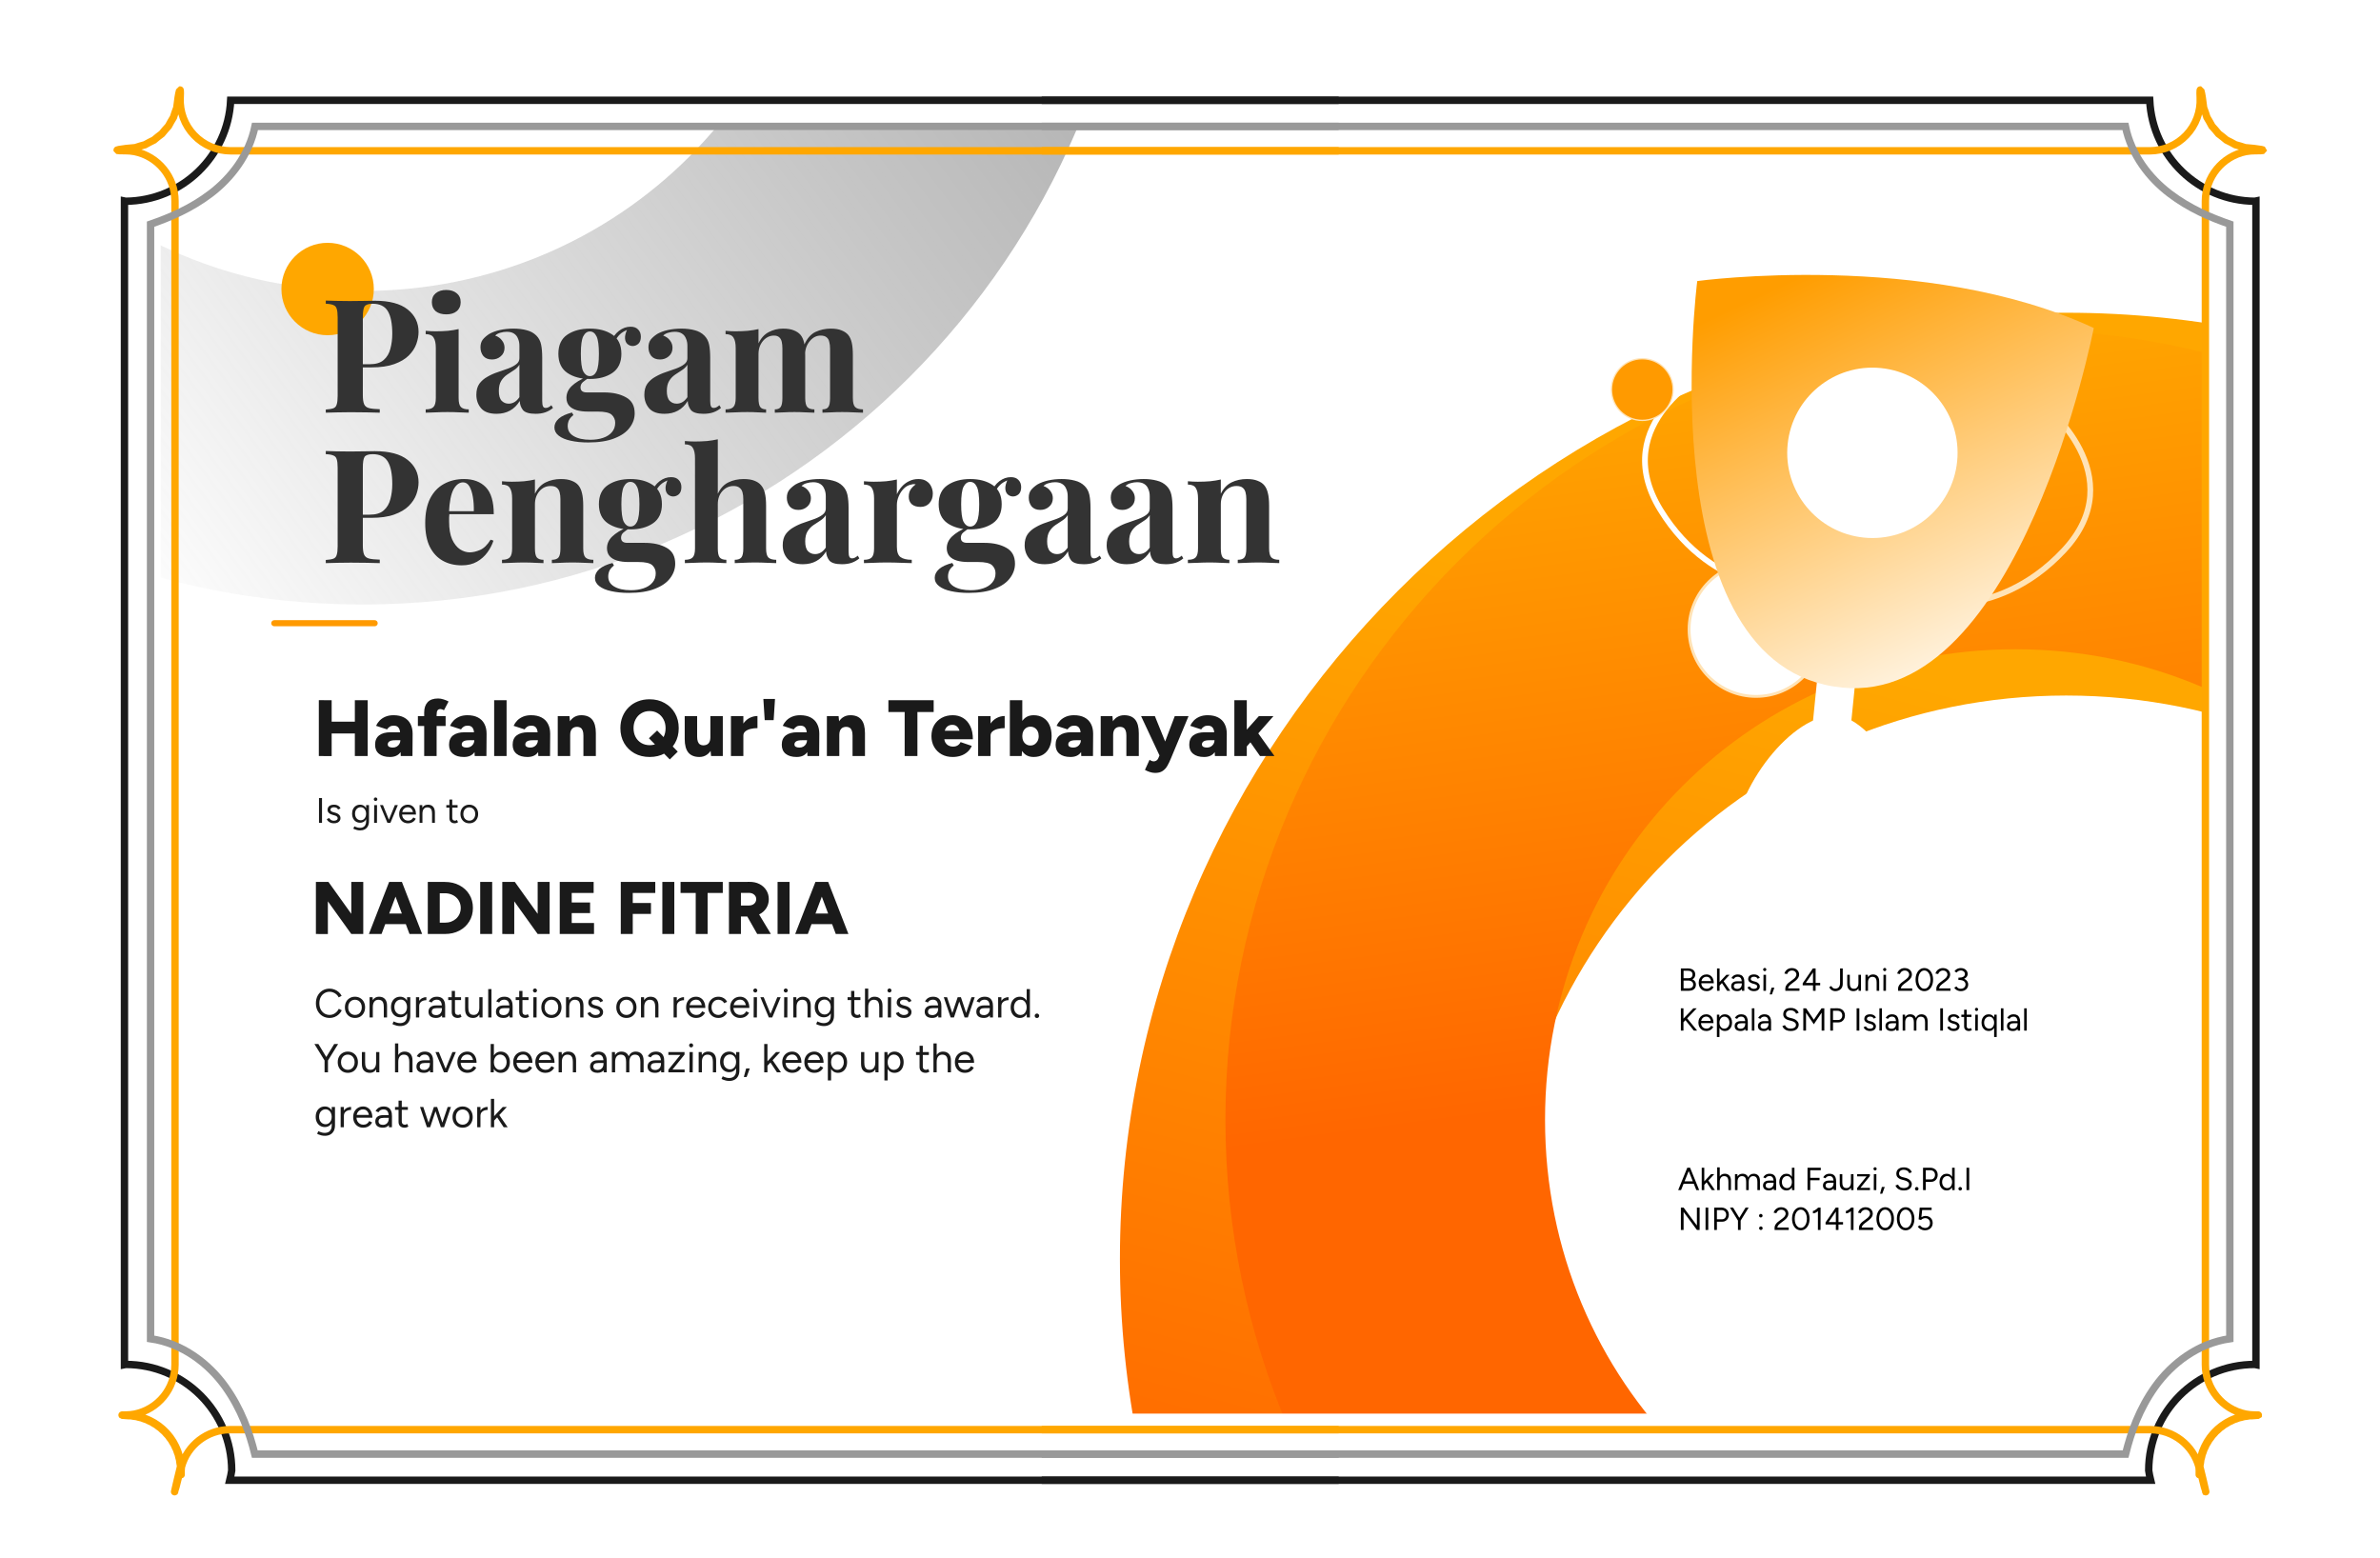 Piagam
Penghargaan
Hafalan Qur'an Terbanyak
Is given to
NADINE FITRIA
Congratulations on receiving this award.
You have been amazing, keep up the
great work
Bekasi, 24 Juni 2023
Kepala SMP Islam Istiqlal
Akhmad Fauzi, S.Pd.I
NIPY : 201412005